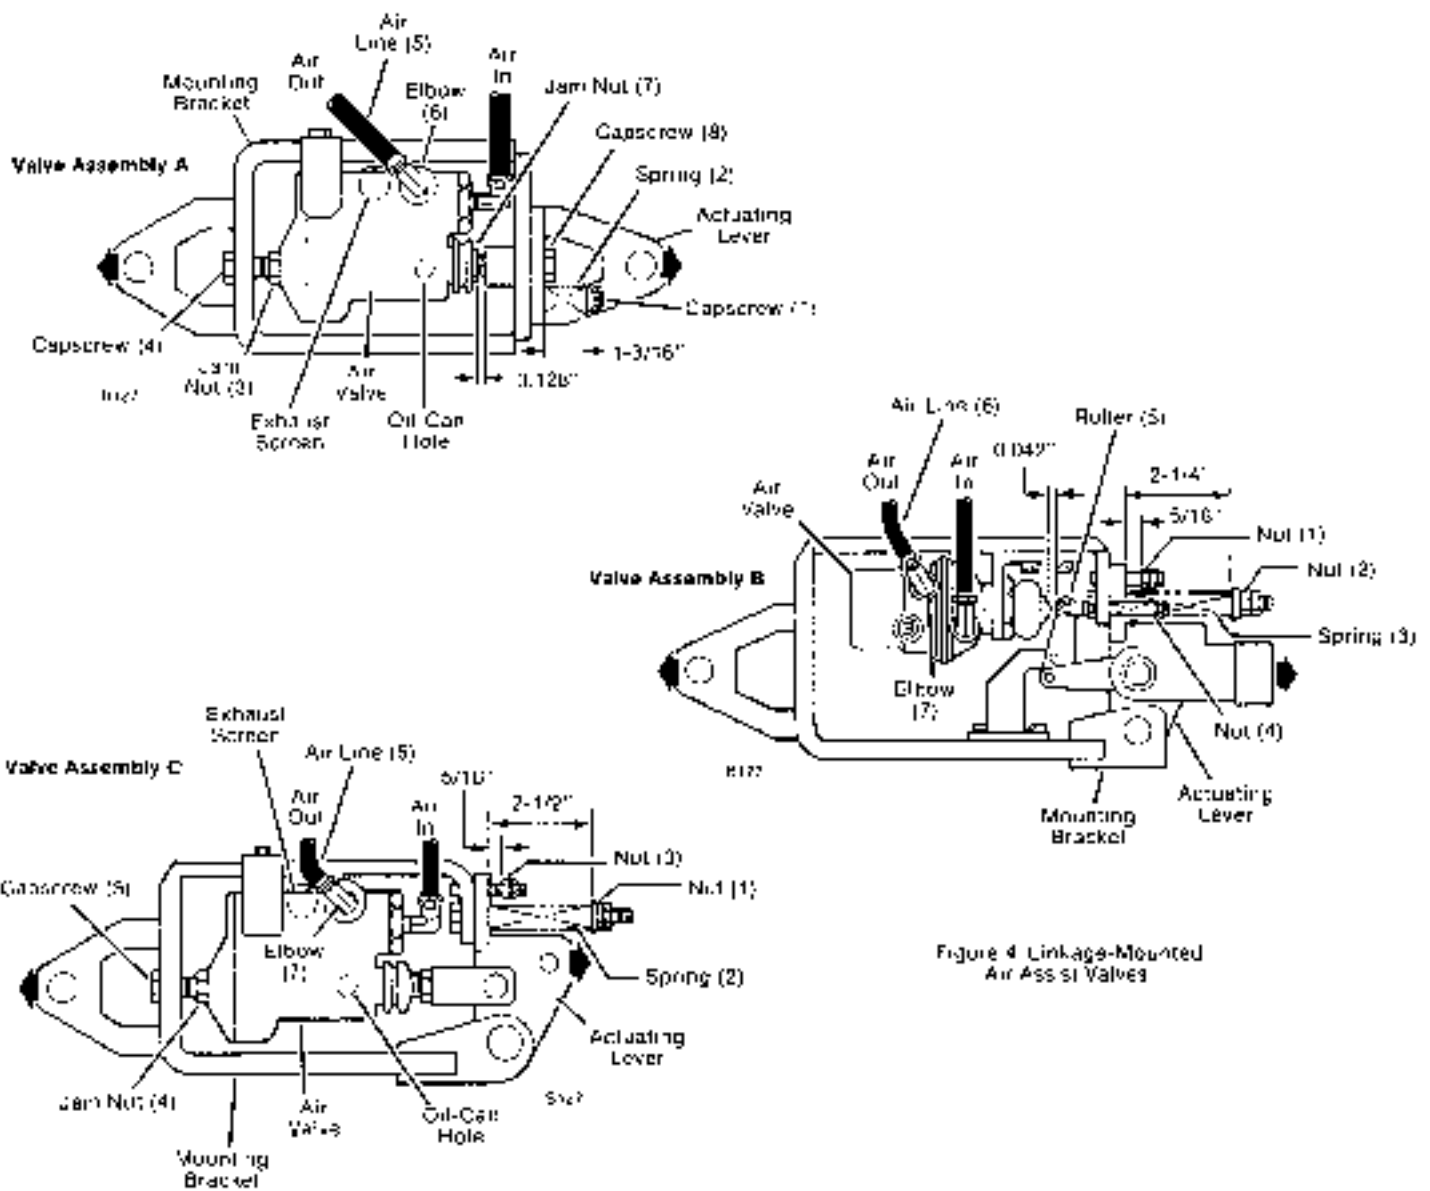 Valve Assembly A
Air
Line (5)
Air
Out
Air
In
Mounting
Bracket
Elbow
(6)
Jam Nut (7)
Capscrew (8)
Spring (2)
Actuating
Lever
Capscrew (1)
Capscrew (4)
Jam
Nut (3)
Air
Valve
1-3/16"
Exhaust
Screen
Oil Can
Hole
Valve Assembly B
Air Line (6)
Roller (5)
Air
Out
Air
In
0.042"
2-1/4"
5/16"
Air
Valve
Nut (1)
Nut (2)
Spring (3)
Elbow
(7)
Nut (4)
Actuating
Lever
Mounting
Bracket
Valve Assembly C
Exhaust
Screen
Air Line (5)
Air
Out
Air
In
5/16"
2-1/2"
Nut (3)
Nut (1)
Capscrew (5)
Elbow
(7)
Spring (2)
Actuating
Lever
Jam Nut (4)
Air
Valve
Oil-Can
Hole
Mounting
Bracket
Figure 4. Linkage-Mounted
Air Assist Valves